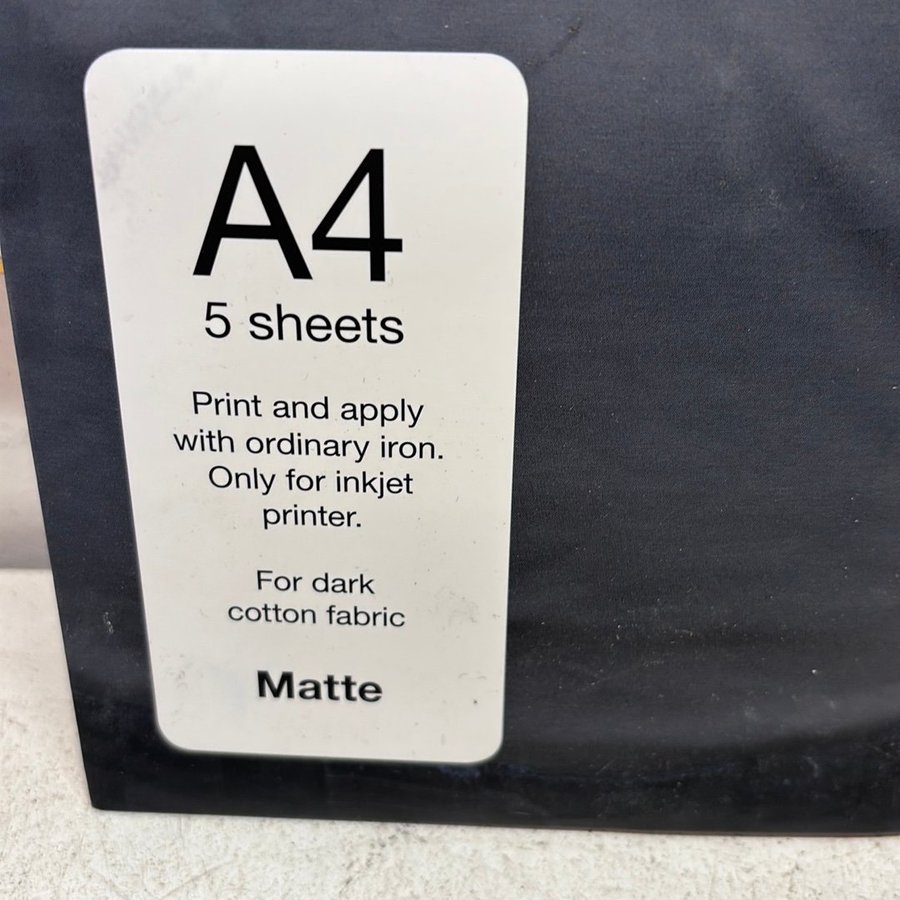 A4
5 sheets
Print and apply
with ordinary iron.
Only for inkjet
printer.
For dark
cotton fabric
Matte